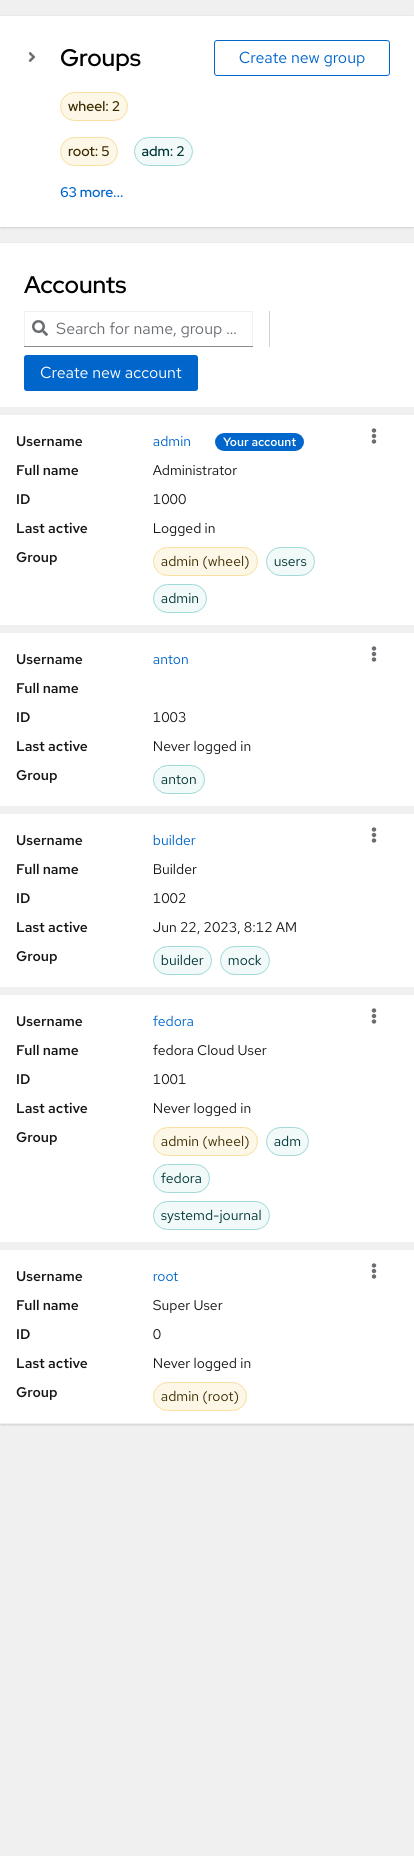 Groups
Create new group
wheel: 2
root: 5 adm: 2
63 more...
Accounts
Search for name, group ...
Create new account
Username admin Your account
Full name Administrator
ID 1000
Last active Logged in
Group admin (wheel) users
admin
Username anton
Full name
ID 1003
Last active Never logged in
Group anton
Username builder
Full name Builder
ID 1002
Last active Jun 22, 2023, 8:12 AM
Group builder mock
Username fedora
Full name fedora Cloud User
ID 1001
Last active Never logged in
Group admin (wheel) adm
fedora
systemd-journal
Username root
Full name Super User
ID 0
Last active Never logged in
Group admin (root)